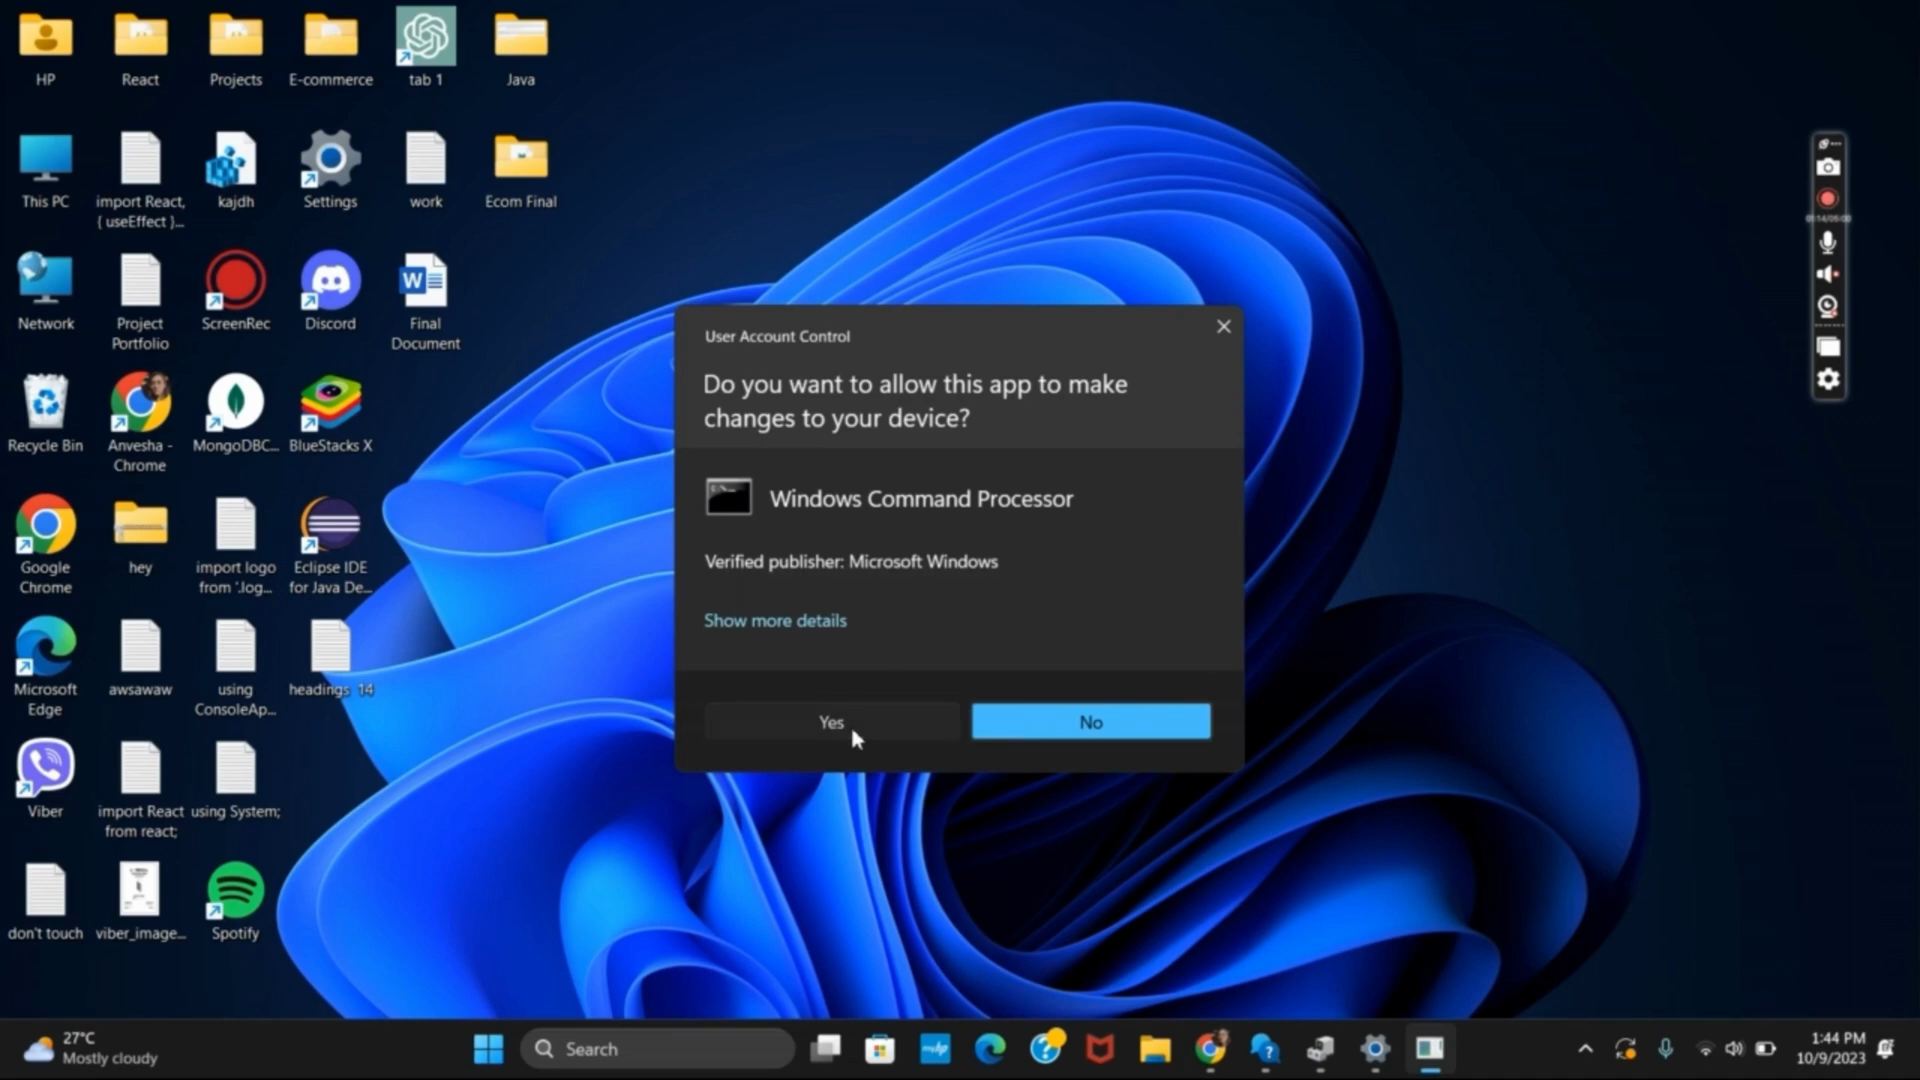 HP
React
Projects
E-commerce
tab 1
Java
This PC
import React,
{ useEffect }...
kajdh
Settings
work
Ecom Final
Network
Project
Portfolio
ScreenRec
Discord
Final
Document
Recycle Bin
Anvesha -
Chrome
MongoDBC...
BlueStacks X
Google
Chrome
hey
import logo
from '.log...
Eclipse IDE
for Java De...
Microsoft
Edge
awsawaw
using
ConsoleAp...
headings 14
Viber
import React
from react;
using System;
don't touch
viber_image...
Spotify
User Account Control
Do you want to allow this app to make
changes to your device?
Windows Command Processor
Verified publisher: Microsoft Windows
Show more details
Yes
No
01:14/05:00
27°C
Mostly cloudy
Search
1:44 PM
10/9/2023